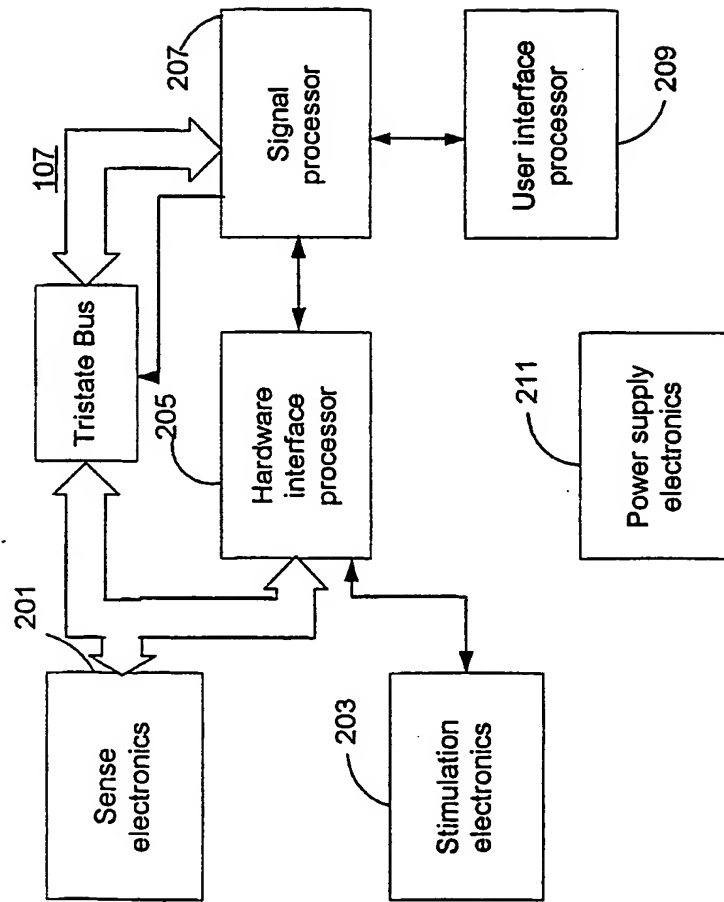 201
Sense
electronics
203
Stimulation
electronics
Tristate Bus
205
Hardware
interface
processor
211
Power supply
electronics
107
207
Signal
processor
User interface
processor
209